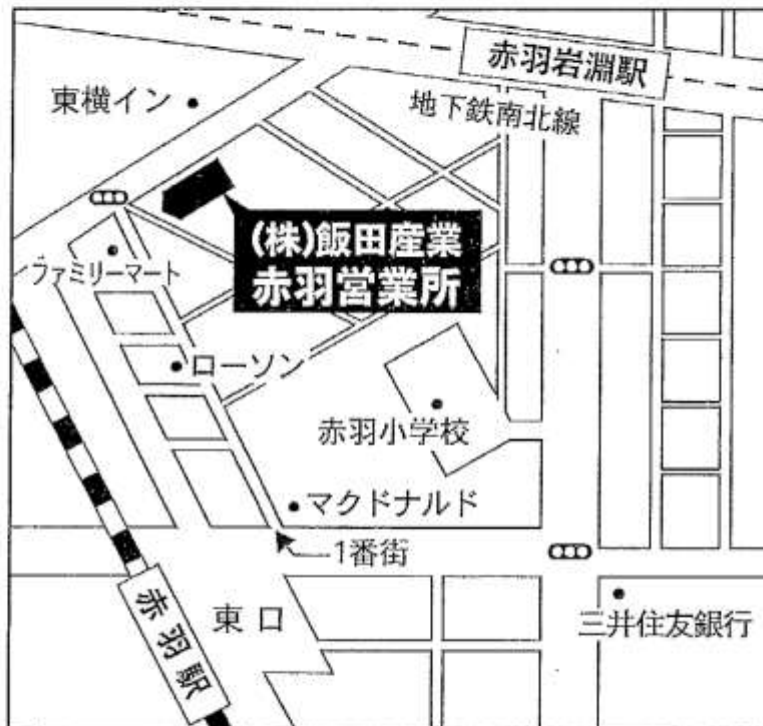 赤羽岩淵駅
東横イン
地下鉄南北線
(株)飯田産業
赤羽営業所
ファミリーマート
ローソン
赤羽小学校
マクドナルド
1番街
赤羽駅
東口
三井住友銀行